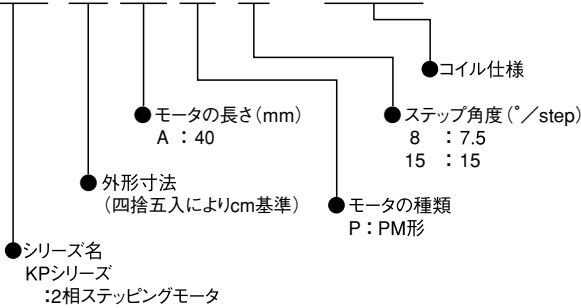 コイル仕様
モータの長さ(mm)
A : 40
ステップ角度(°／step)
8 : 7.5
15 : 15
外形寸法
(四捨五入によりcm基準)
モータの種類
P : PM形
シリーズ名
KPシリーズ
:2相ステッピングモータ